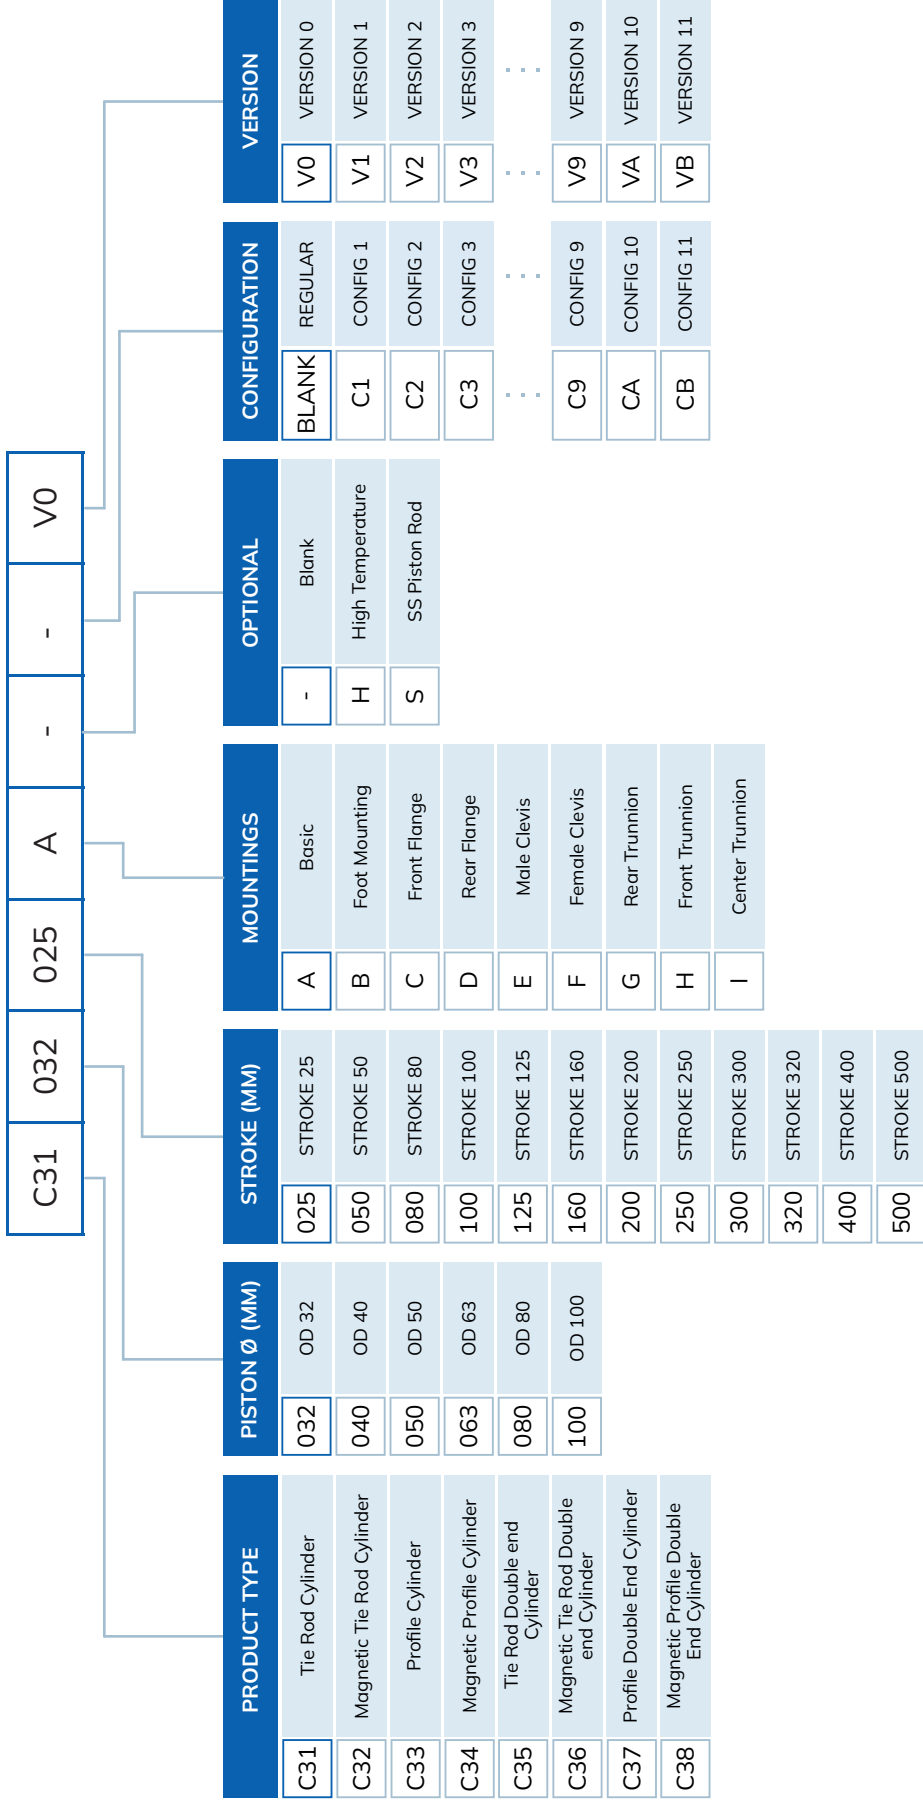 C31 032 025 A - - V0
PRODUCT TYPE
C31 Tie Rod Cylinder
C32 Magnetic Tie Rod Cylinder
C33 Profile Cylinder
C34 Magnetic Profile Cylinder
C35 Tie Rod Double end
Cylinder
C36 Magnetic Tie Rod Double
end Cylinder
C37 Profile Double End Cylinder
C38 Magnetic Profile Double
End Cylinder
PISTON Ø (MM)
032 OD 32
040 OD 40
050 OD 50
063 OD 63
080 OD 80
100 OD 100
STROKE (MM)
025 STROKE 25
050 STROKE 50
080 STROKE 80
100 STROKE 100
125 STROKE 125
160 STROKE 160
200 STROKE 200
250 STROKE 250
300 STROKE 300
320 STROKE 320
400 STROKE 400
500 STROKE 500
MOUNTINGS
A Basic
B Foot Mounting
C Front Flange
D Rear Flange
E Male Clevis
F Female Clevis
G Rear Trunnion
H Front Trunnion
I Center Trunnion
OPTIONAL
- Blank
H High Temperature
S SS Piston Rod
CONFIGURATION
BLANK REGULAR
C1 CONFIG 1
C2 CONFIG 2
C3 CONFIG 3
... ...
C9 CONFIG 9
CA CONFIG 10
CB CONFIG 11
VERSION
V0 VERSION 0
V1 VERSION 1
V2 VERSION 2
V3 VERSION 3
... ...
V9 VERSION 9
VA VERSION 10
VB VERSION 11